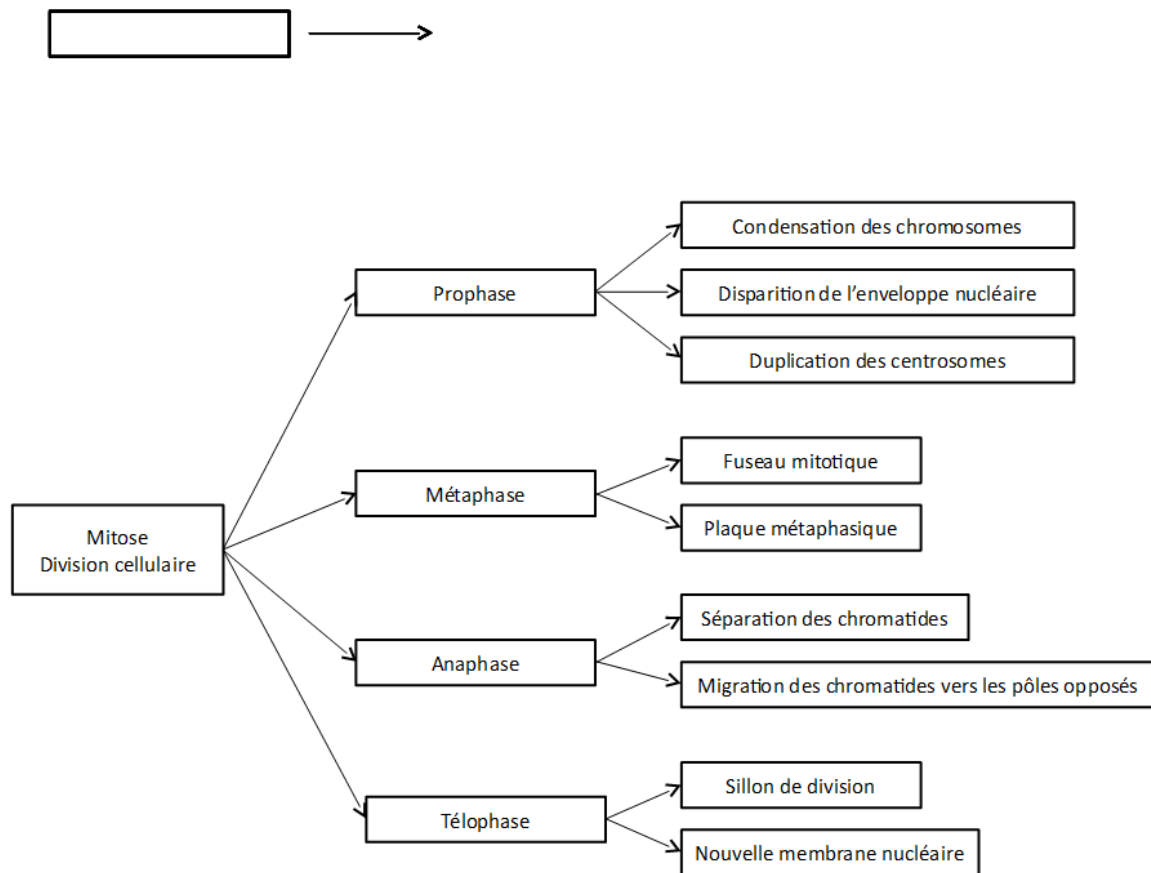 Mitose
Division cellulaire
Prophase
Condensation des chromosomes
Disparition de l’enveloppe nucléaire
Duplication des centrosomes
Métaphase
Fuseau mitotique
Plaque métaphasique
Anaphase
Séparation des chromatides
Migration des chromatides vers les pôles opposés
Télophase
Sillon de division
Nouvelle membrane nucléaire